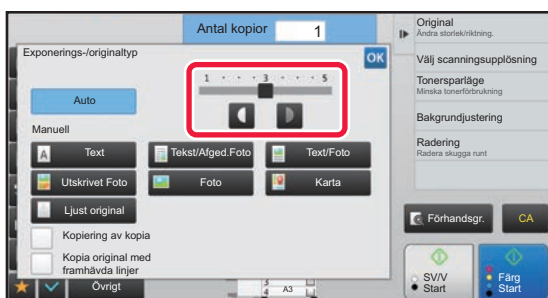 Antal kopior 1
Exponerings-/originaltyp
OK
1 3 5
Auto
Manuell
A Text
Tekst/Afged.Foto
Text/Foto
Utskrivet Foto
Foto
Karta
Ljust original
Kopiering av kopia
Kopia original med
framhävda linjer
Övrigt
4 A3
Original
Ändra storlek/riktning.
Välj scanningsupplösning
Tonersparläge
Minska tonerförbrukning
Bakgrundjustering
Radering
Radera skugga runt
Förhandsgr.
CA
SV/V
Start
Färg
Start